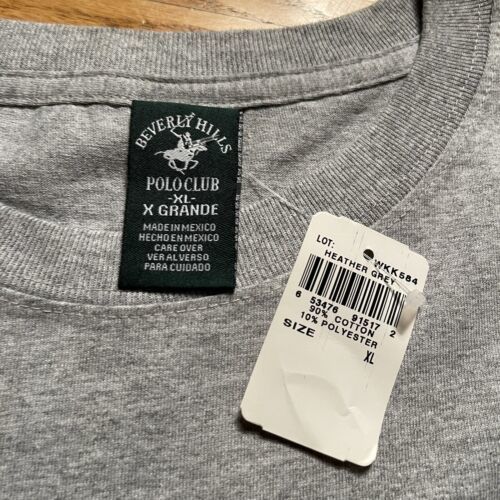 BEVERLY HILLS
POLO CLUB
-XL-
X GRANDE
MADE IN MEXICO
HECHO EN MEXICO
CARE OVER
VER AL VERSO
PARA CUIDADO
LOT: WKK584
HEATHER GREY
6 53476 91517 2
90% COTTON
10% POLYESTER
SIZE XL